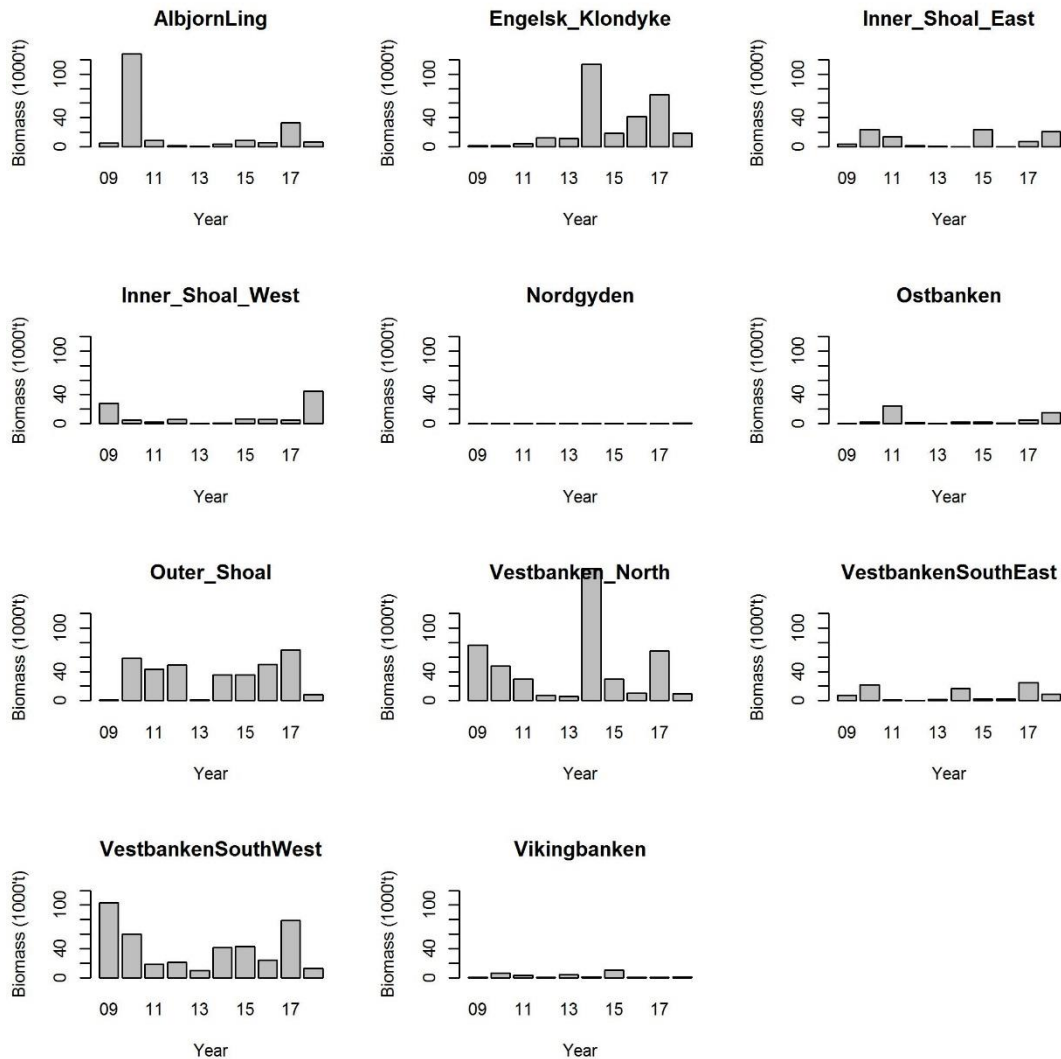 AlbjornLing
Biomass (1000't)
0 40 100
09 11 13 15 17
Year
Engelsk_Klondyke
Biomass (1000't)
0 40 100
09 11 13 15 17
Year
Inner_Shoal_East
Biomass (1000't)
0 40 100
09 11 13 15 17
Year
Inner_Shoal_West
Biomass (1000't)
0 40 100
09 11 13 15 17
Year
Nordgyden
Biomass (1000't)
0 40 100
09 11 13 15 17
Year
Ostbanken
Biomass (1000't)
0 40 100
09 11 13 15 17
Year
Outer_Shoal
Biomass (1000't)
0 40 100
09 11 13 15 17
Year
Vestbanken_North
Biomass (1000't)
0 40 100
09 11 13 15 17
Year
VestbankenSouthEast
Biomass (1000't)
0 40 100
09 11 13 15 17
Year
VestbankenSouthWest
Biomass (1000't)
0 40 100
09 11 13 15 17
Year
Vikingbanken
Biomass (1000't)
0 40 100
09 11 13 15 17
Year